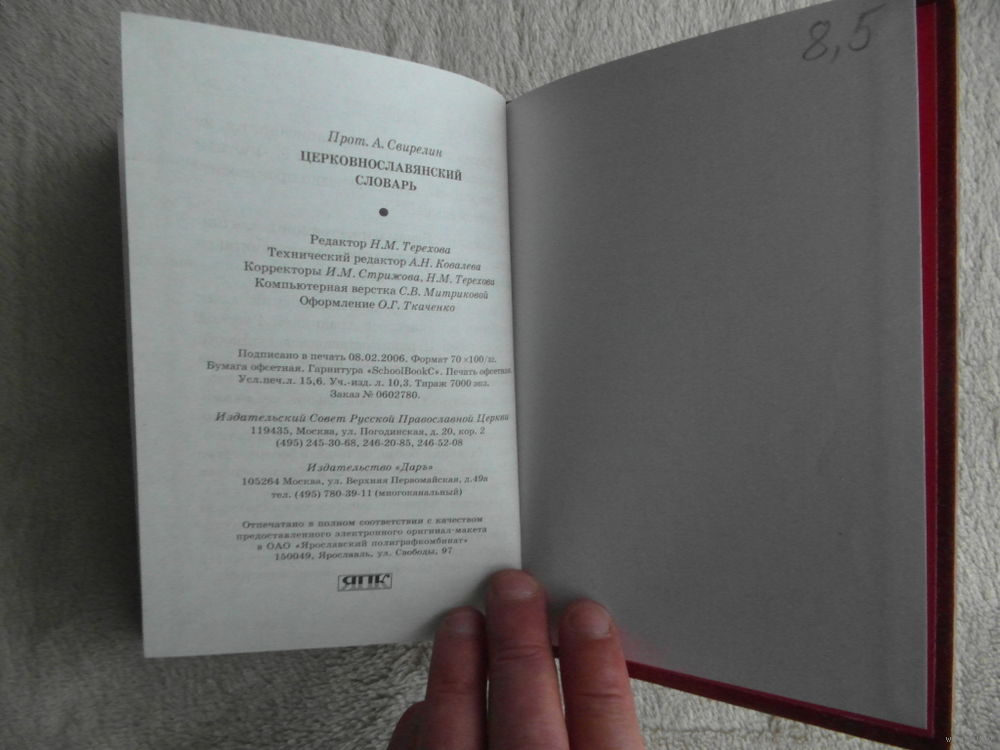 Прот. А. Свирелин
ЦЕРКОВНОСЛАВЯНСКИЙ
СЛОВАРЬ
Редактор Н.М. Терехова
Технический редактор А.Н. Ковалева
Корректоры И.М. Стрижова, Н.М. Терехова
Компьютерная верстка С.В. Митриковой
Оформление О.Г. Ткаченко
Подписано в печать 08.02.2006. Формат 70×100/32.
Бумага офсетная. Гарнитура «SchoolBookC». Печать офсетная.
Усл.печ.л. 15,6. Уч.-изд. л. 10,3. Тираж 7000 экз.
Заказ № 0602780.
Издательский Совет Русской Православной Церкви
119435, Москва, ул. Погодинская, д. 20, кор. 2
(495) 245-30-68, 246-20-85, 246-52-08
Издательство «Даръ»
105264 Москва, ул. Верхняя Первомайская, д.49а
тел. (495) 780-39-11 (многоканальный)
Отпечатано в полном соответствии с качеством
предоставленного электронного оригинал-макета
в ОАО «Ярославский полиграфкомбинат»
150049, Ярославль, ул. Свободы, 97
ЯПК
8,5